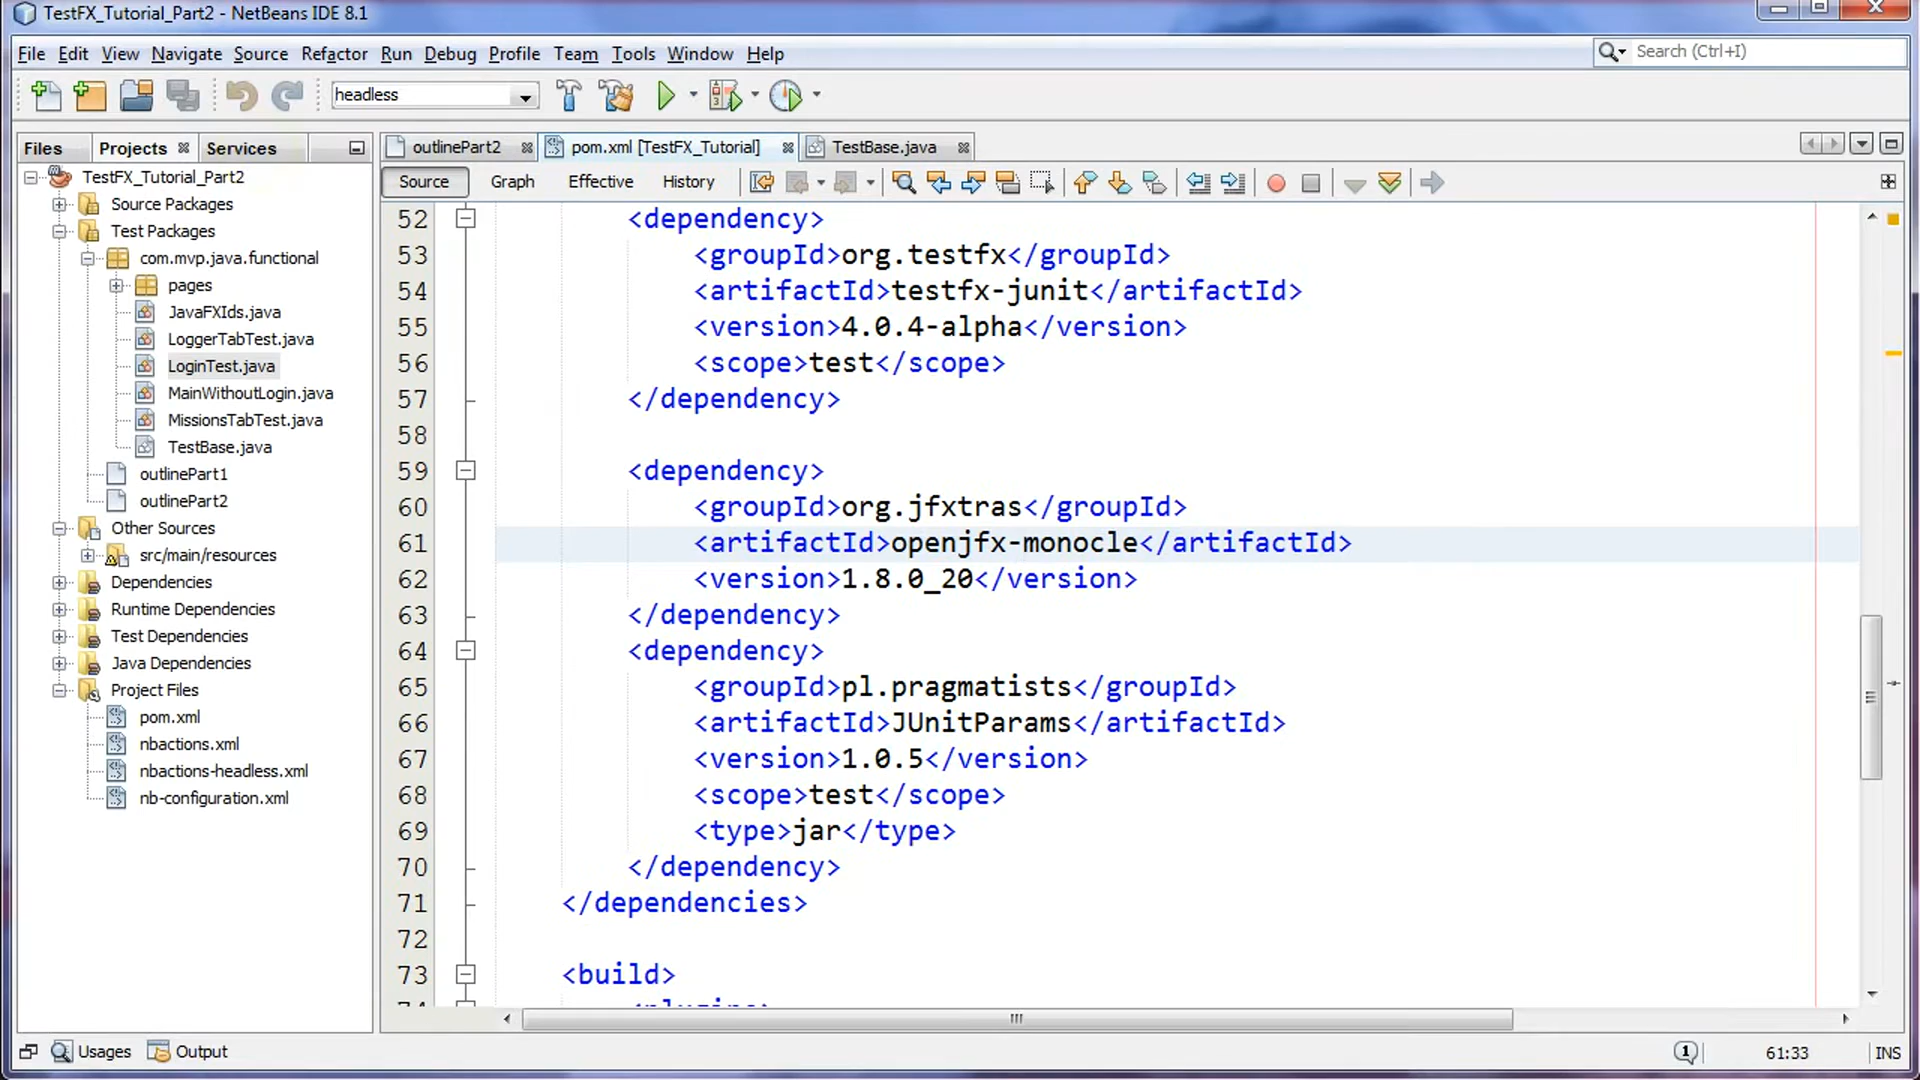 TestFX_Tutorial_Part2 - NetBeans IDE 8.1
File Edit View Navigate Source Refactor Run Debug Profile Team Tools Window Help
Search (Ctrl+I)
headless
Files Projects Services
outlinePart2 pom.xml [TestFX_Tutorial] TestBase.java
Source Graph Effective History
TestFX_Tutorial_Part2
Source Packages
Test Packages
com.mvp.java.functional
pages
JavaFXIds.java
LoggerTabTest.java
LoginTest.java
MainWithoutLogin.java
MissionsTabTest.java
TestBase.java
outlinePart1
outlinePart2
Other Sources
src/main/resources
Dependencies
Runtime Dependencies
Test Dependencies
Java Dependencies
Project Files
pom.xml
nbactions.xml
nbactions-headless.xml
nb-configuration.xml
52 <dependency>
53 <groupId>org.testfx</groupId>
54 <artifactId>testfx-junit</artifactId>
55 <version>4.0.4-alpha</version>
56 <scope>test</scope>
57 </dependency>
58
59 <dependency>
60 <groupId>org.jfxtras</groupId>
61 <artifactId>openjfx-monocle</artifactId>
62 <version>1.8.0_20</version>
63 </dependency>
64 <dependency>
65 <groupId>pl.pragmatists</groupId>
66 <artifactId>JUnitParams</artifactId>
67 <version>1.0.5</version>
68 <scope>test</scope>
69 <type>jar</type>
70 </dependency>
71 </dependencies>
72
73 <build>
Usages Output
1 61:33 INS